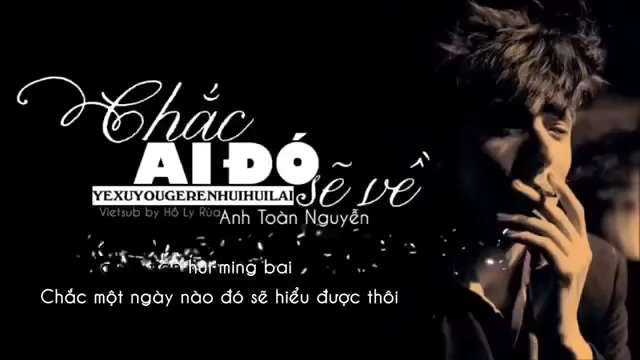 Chắc
AI ĐÓ
sẽ về
YEXUYOUGERENHUIHUILAI
Vietsub by Hồ Ly Rùa
Anh Toàn Nguyễn
hui ming bai
Chắc một ngày nào đó sẽ hiểu được thôi